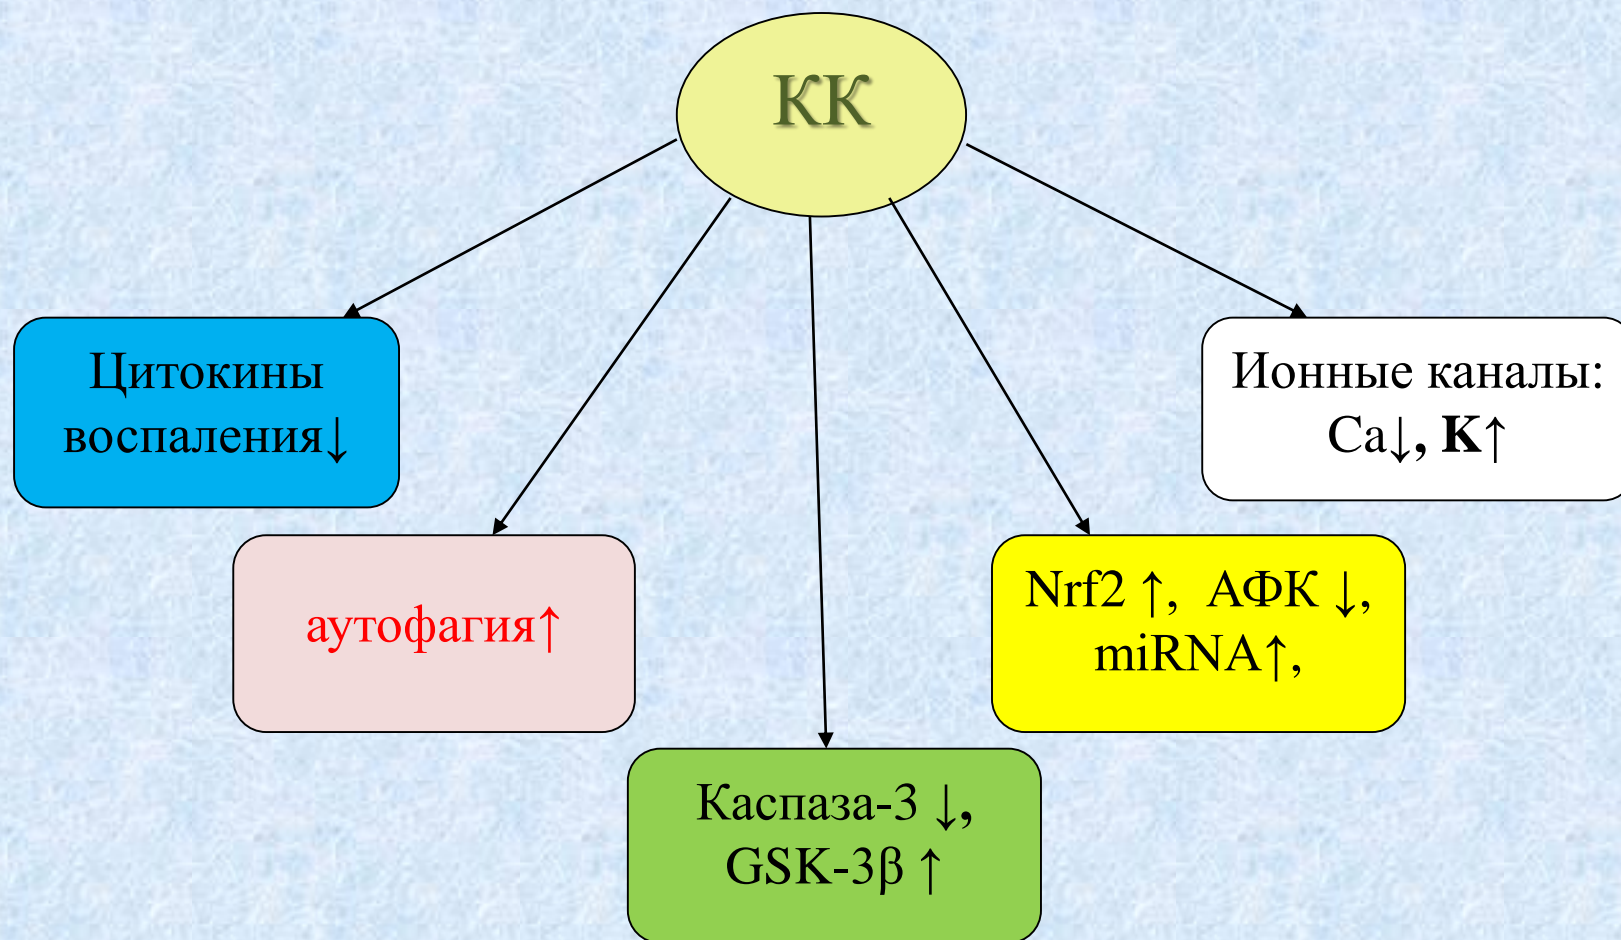 КК
Цитокины
воспаления↓
Ионные каналы:
Ca↓, K↑
аутофагия↑
Nrf2 ↑, АФК ↓,
miRNA↑,
Каспаза-3 ↓,
GSK-3β ↑